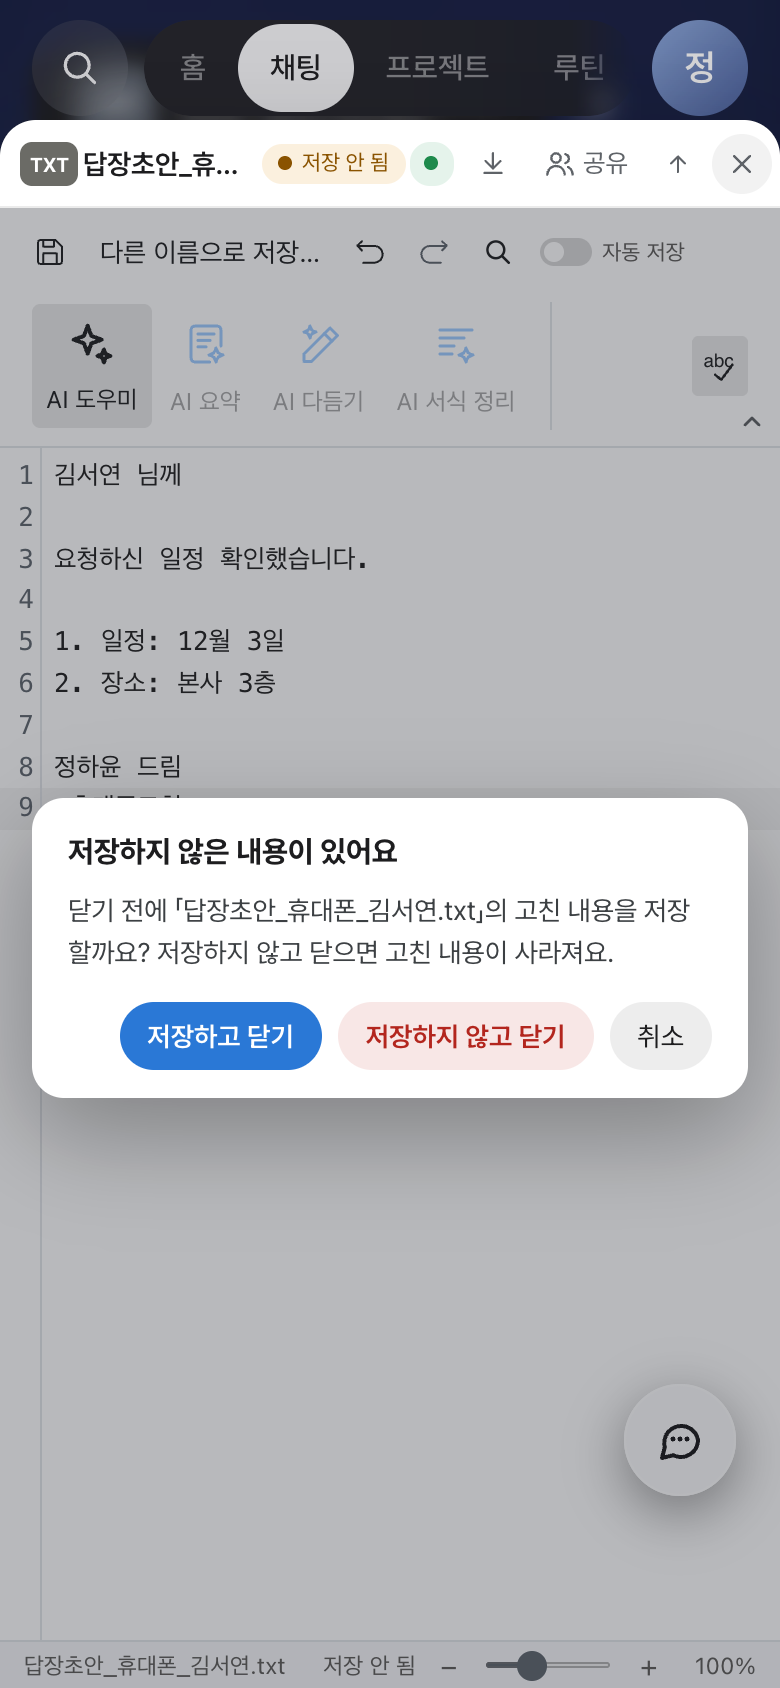 홈 채팅 프로젝트 루틴 정
TXT 답장초안_휴... 저장 안 됨 공유
다른 이름으로 저장... 자동 저장
AI 도우미 AI 요약 AI 다듬기 AI 서식 정리 abc
1 김서연 님께
2
3 요청하신 일정 확인했습니다.
4
5 1. 일정: 12월 3일
6 2. 장소: 본사 3층
7
8 정하윤 드림
9
저장하지 않은 내용이 있어요
닫기 전에 「답장초안_휴대폰_김서연.txt」의 고친 내용을 저장
할까요? 저장하지 않고 닫으면 고친 내용이 사라져요.
저장하고 닫기 저장하지 않고 닫기 취소
답장초안_휴대폰_김서연.txt 저장 안 됨 − + 100%